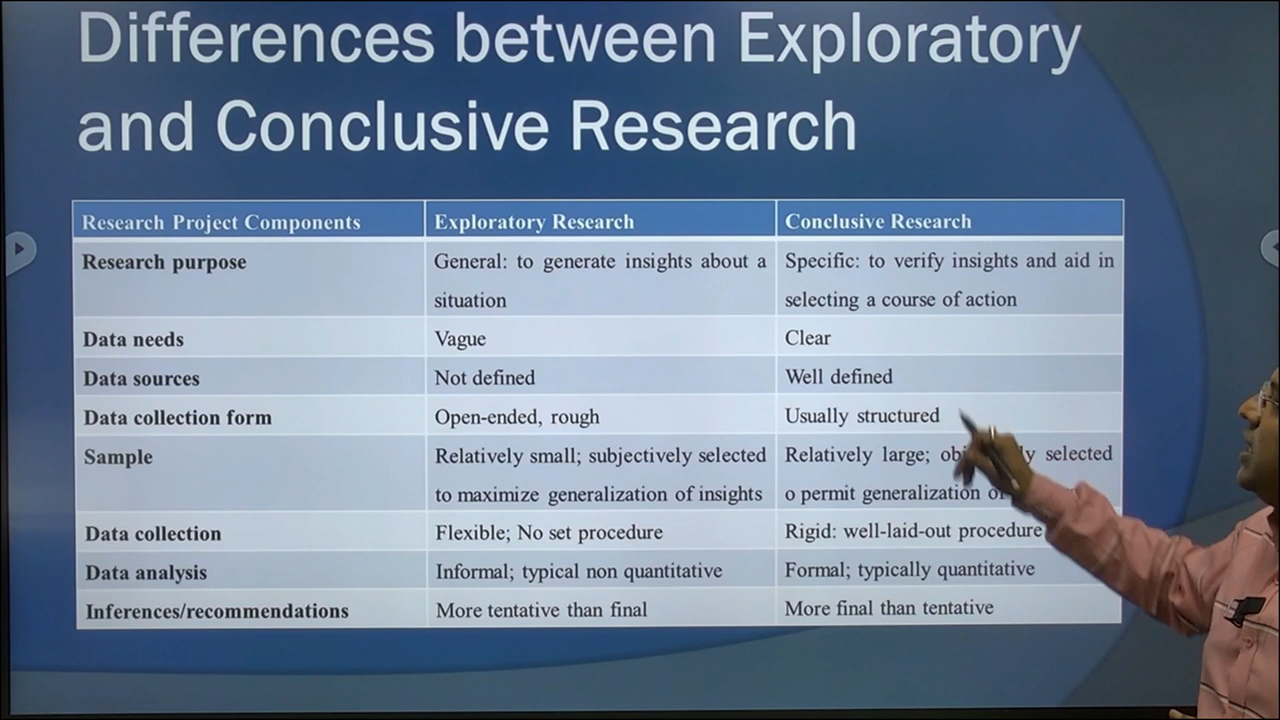 Differences between Exploratory
and Conclusive Research
Research Project Components Exploratory Research Conclusive Research
Research purpose General: to generate insights about a Specific: to verify insights and aid in
situation selecting a course of action
Data needs Vague Clear
Data sources Not defined Well defined
Data collection form Open-ended, rough Usually structured
Sample Relatively small; subjectively selected Relatively large; selected
to maximize generalization of insights o permit generalization
Data collection Flexible; No set procedure Rigid: well-laid-out procedure
Data analysis Informal; typical non quantitative Formal; typically quantitative
Inferences/recommendations More tentative than final More final than tentative